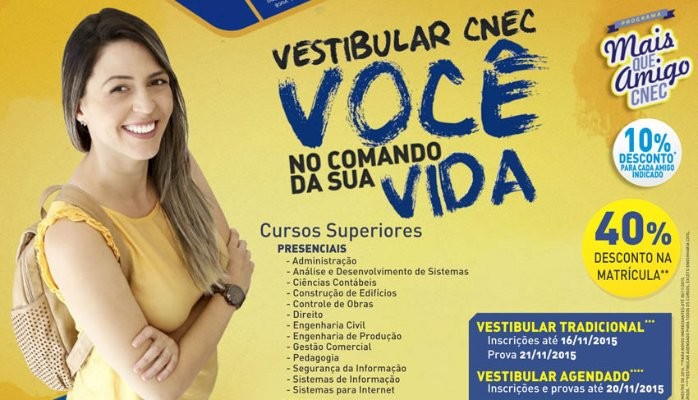 VESTIBULAR CNEC
VOCÊ
NO COMANDO
DA SUA
VIDA
PROGRAMA
Mais
QUE
Amigo
CNEC
10%
DESCONTO*
PARA CADA AMIGO
INDICADO
40%
DESCONTO NA
MATRÍCULA**
Cursos Superiores
PRESENCIAIS
- Administração
- Análise e Desenvolvimento de Sistemas
- Ciências Contábeis
- Construção de Edifícios
- Controle de Obras
- Direito
- Engenharia Civil
- Engenharia de Produção
- Gestão Comercial
- Pedagogia
- Segurança da Informação
- Sistemas de Informação
- Sistemas para Internet
VESTIBULAR TRADICIONAL***
Inscrições até 16/11/2015
Prova 21/11/2015
VESTIBULAR AGENDADO****
Inscrições e provas até 20/11/2015